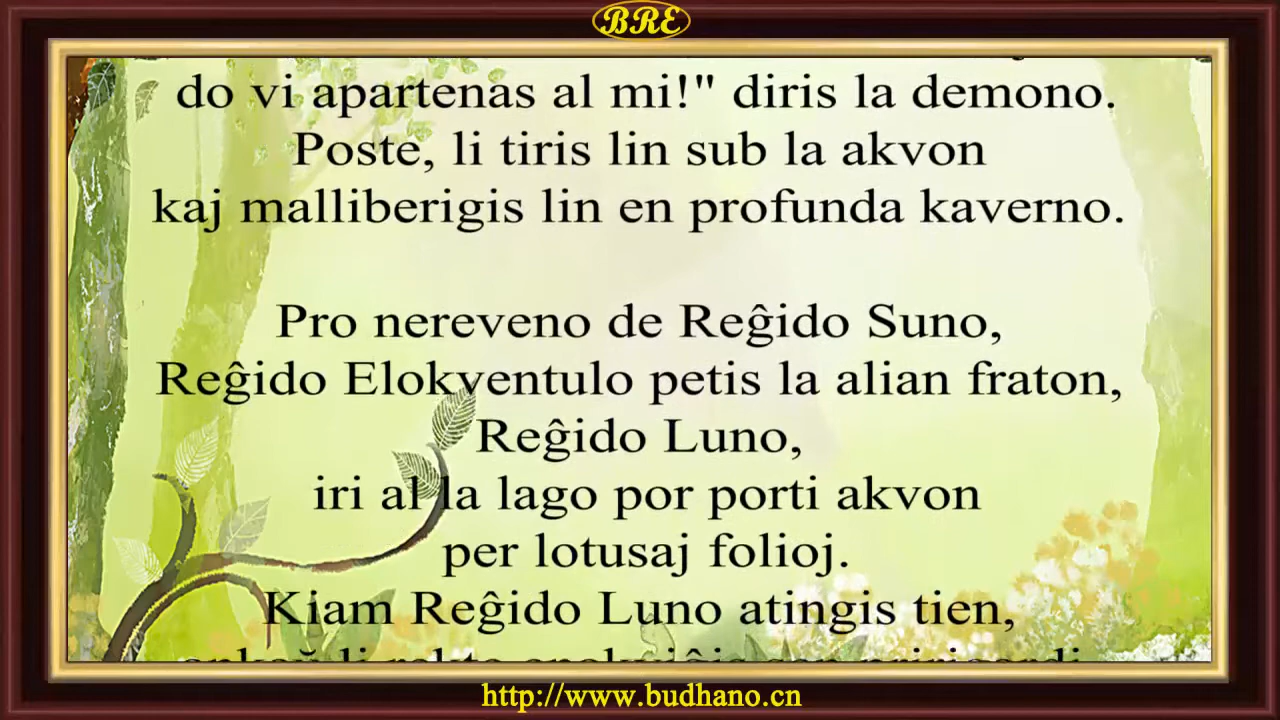 BRE
do vi apartenas al mi!" diris la demono.
Poste, li tiris lin sub la akvon
kaj malliberigis lin en profunda kaverno.
Pro nereveno de Reĝido Suno,
Reĝido Elokventulo petis la alian fraton,
Reĝido Luno,
iri al la lago por porti akvon
per lotusaj folioj.
Kiam Reĝido Luno atingis tien,
http://www.budhano.cn